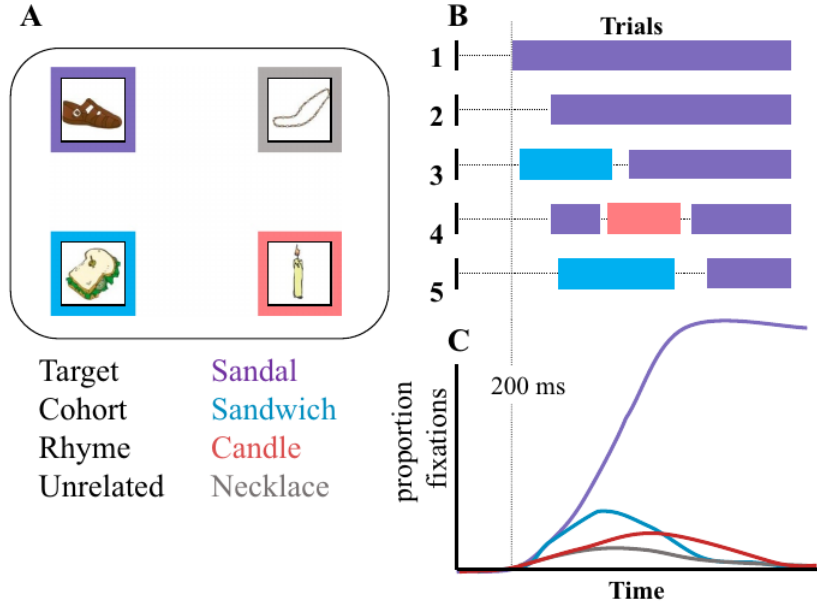 A
Target Sandal
Cohort Sandwich
Rhyme Candle
Unrelated Necklace
B
Trials
1
2
3
4
5
C
200 ms
proportion
fixations
Time